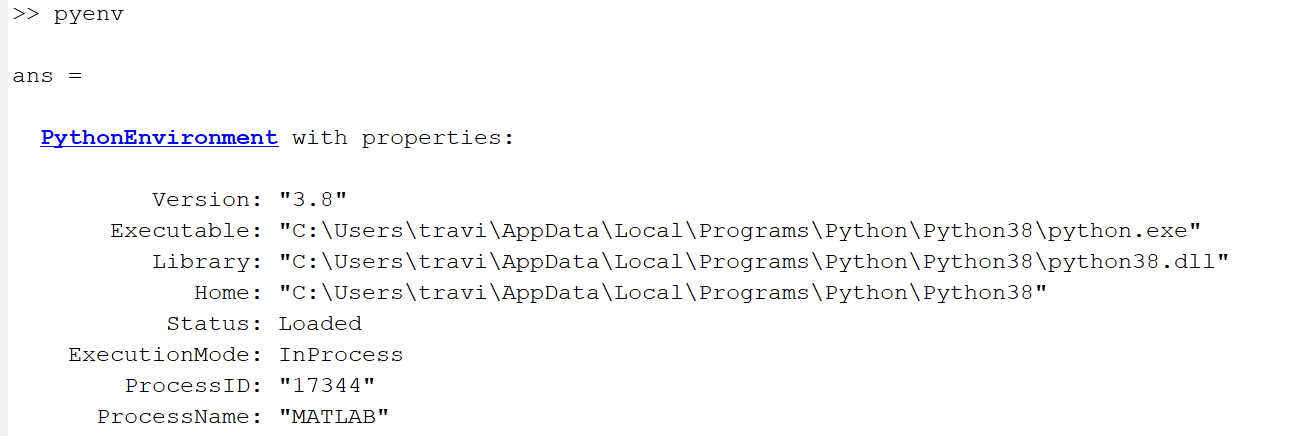 >> pyenv
ans =
PythonEnvironment with properties:
Version: "3.8"
Executable: "C:\Users\travi\AppData\Local\Programs\Python\Python38\python.exe"
Library: "C:\Users\travi\AppData\Local\Programs\Python\Python38\python38.dll"
Home: "C:\Users\travi\AppData\Local\Programs\Python\Python38"
Status: Loaded
ExecutionMode: InProcess
ProcessID: "17344"
ProcessName: "MATLAB"